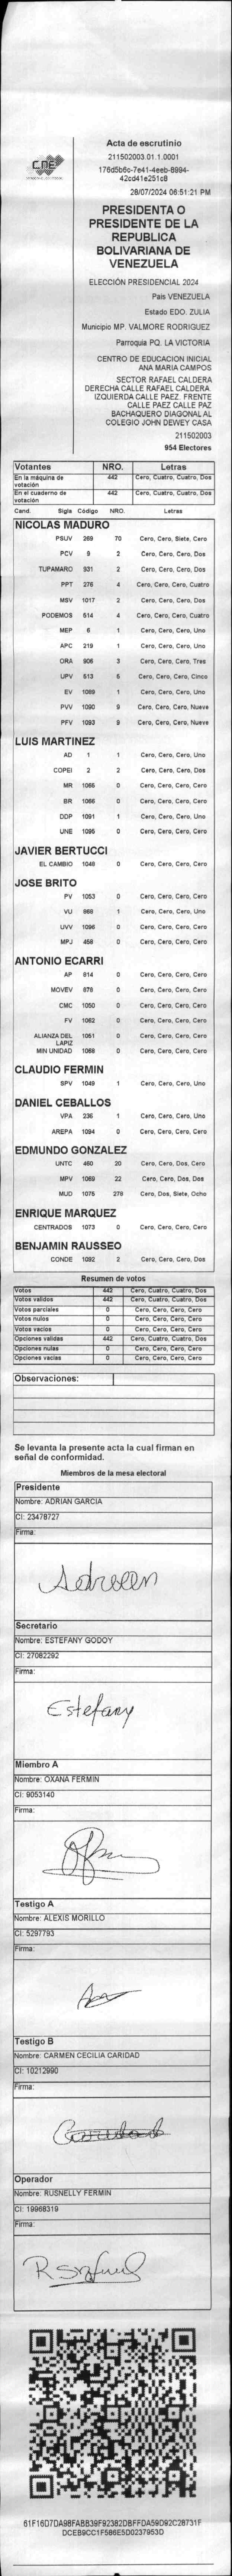 CNE
Acta de escrutinio
211502003.01.1.0001
176d5b6c-7e41-4eeb-8994-
42cd41e251c8
28/07/2024 06:51:21 PM
PRESIDENTA O
PRESIDENTE DE LA
REPUBLICA
BOLIVARIANA DE
VENEZUELA
ELECCIÓN PRESIDENCIAL 2024
Pais VENEZUELA
Estado EDO. ZULIA
Municipio MP. VALMORE RODRIGUEZ
Parroquia PQ. LA VICTORIA
CENTRO DE EDUCACION INICIAL
ANA MARIA CAMPOS
SECTOR RAFAEL CALDERA
DERECHA CALLE RAFAEL CALDERA.
IZQUIERDA CALLE PAEZ. FRENTE
CALLE PAEZ CALLE PAZ
BACHAQUERO DIAGONAL AL
COLEGIO JOHN DEWEY CASA
211502003
954 Electores
Votantes NRO. Letras
En la máquina de votación 442 Cero, Cuatro, Cuatro, Dos
En el cuaderno de votación 442 Cero, Cuatro, Cuatro, Dos
Cand. Sigla Código NRO. Letras
NICOLAS MADURO
PSUV 269 70 Cero, Cero, Siete, Cero
PCV 9 2 Cero, Cero, Cero, Dos
TUPAMARO 931 2 Cero, Cero, Cero, Dos
PPT 276 4 Cero, Cero, Cero, Cuatro
MSV 1017 2 Cero, Cero, Cero, Dos
PODEMOS 514 4 Cero, Cero, Cero, Cuatro
MEP 6 1 Cero, Cero, Cero, Uno
APC 219 1 Cero, Cero, Cero, Uno
ORA 906 3 Cero, Cero, Cero, Tres
UPV 513 5 Cero, Cero, Cero, Cinco
EV 1089 1 Cero, Cero, Cero, Uno
PVV 1090 9 Cero, Cero, Cero, Nueve
PFV 1093 9 Cero, Cero, Cero, Nueve
LUIS MARTINEZ
AD 1 1 Cero, Cero, Cero, Uno
COPEI 2 2 Cero, Cero, Cero, Dos
MR 1065 0 Cero, Cero, Cero, Cero
BR 1066 0 Cero, Cero, Cero, Cero
DDP 1091 1 Cero, Cero, Cero, Uno
UNE 1095 0 Cero, Cero, Cero, Cero
JAVIER BERTUCCI
EL CAMBIO 1048 0 Cero, Cero, Cero, Cero
JOSE BRITO
PV 1053 0 Cero, Cero, Cero, Cero
VU 868 1 Cero, Cero, Cero, Uno
UVV 1096 0 Cero, Cero, Cero, Cero
MPJ 458 0 Cero, Cero, Cero, Cero
ANTONIO ECARRI
AP 814 0 Cero, Cero, Cero, Cero
MOVEV 878 0 Cero, Cero, Cero, Cero
CMC 1050 0 Cero, Cero, Cero, Cero
FV 1062 0 Cero, Cero, Cero, Cero
ALIANZA DEL LAPIZ 1051 0 Cero, Cero, Cero, Cero
MIN UNIDAD 1068 0 Cero, Cero, Cero, Cero
CLAUDIO FERMIN
SPV 1049 1 Cero, Cero, Cero, Uno
DANIEL CEBALLOS
VPA 236 1 Cero, Cero, Cero, Uno
AREPA 1094 0 Cero, Cero, Cero, Cero
EDMUNDO GONZALEZ
UNTC 480 20 Cero, Cero, Dos, Cero
MPV 1069 22 Cero, Cero, Dos, Dos
MUD 1075 278 Cero, Dos, Siete, Ocho
ENRIQUE MARQUEZ
CENTRADOS 1073 0 Cero, Cero, Cero, Cero
BENJAMIN RAUSSEO
CONDE 1092 2 Cero, Cero, Cero, Dos
Resumen de votos
Votos 442 Cero, Cuatro, Cuatro, Dos
Votos validos 442 Cero, Cuatro, Cuatro, Dos
Votos parciales 0 Cero, Cero, Cero, Cero
Votos nulos 0 Cero, Cero, Cero, Cero
Votos vacios 0 Cero, Cero, Cero, Cero
Opciones validas 442 Cero, Cuatro, Cuatro, Dos
Opciones nulas 0 Cero, Cero, Cero, Cero
Opciones vacias 0 Cero, Cero, Cero, Cero
Observaciones:
Se levanta la presente acta la cual firman en
señal de conformidad.
Miembros de la mesa electoral
Presidente
Nombre: ADRIAN GARCIA
CI: 23478727
Firma:
Secretario
Nombre: ESTEFANY GODOY
CI: 27082292
Firma:
Estefany
Miembro A
Nombre: OXANA FERMIN
CI: 9053140
Firma:
Testigo A
Nombre: ALEXIS MORILLO
CI: 5297793
Firma:
Testigo B
Nombre: CARMEN CECILIA CARIDAD
CI: 10212990
Firma:
Caridad
Operador
Nombre: RUSNELLY FERMIN
CI: 19968319
Firma:
61F16D7DA98FABB39F92382DBFFDA59D92C28731F
DCEB9CC1F586E5D0237953D